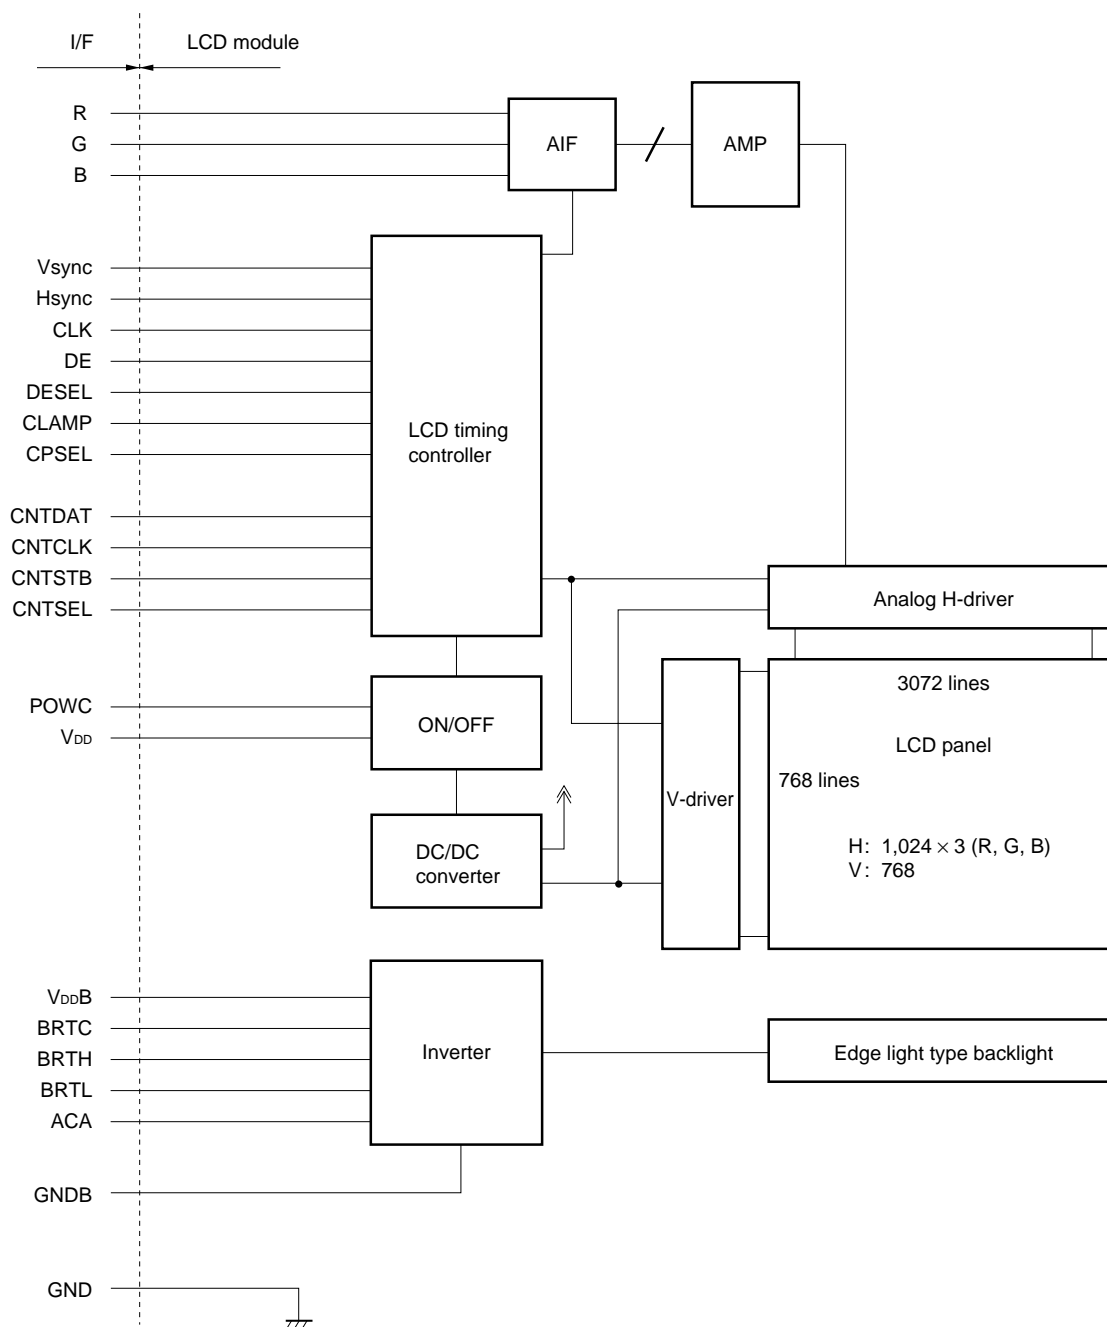 I/F
LCD module
R
G
B
AIF
AMP
Vsync
Hsync
CLK
DE
DESEL
CLAMP
CPSEL
LCD timing
controller
CNTDAT
CNTCLK
CNTSTB
CNTSEL
Analog H-driver
POWC
VDD
ON/OFF
3072 lines
LCD panel
768 lines
V-driver
H: 1,024 × 3 (R, G, B)
V: 768
DC/DC
converter
VDDB
BRTC
BRTH
BRTL
ACA
Inverter
Edge light type backlight
GNDB
GND